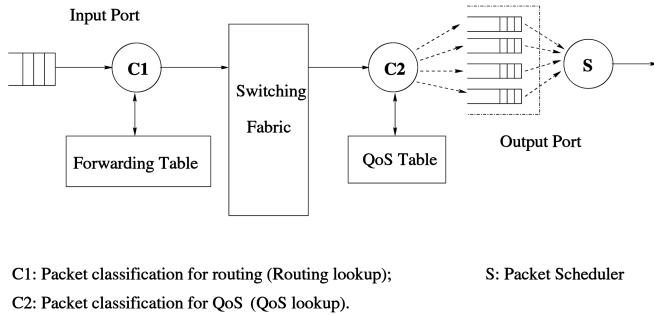 Input Port
C1
C2
S
Switching
Fabric
Forwarding Table
QoS Table
Output Port
C1: Packet classification for routing (Routing lookup);
S: Packet Scheduler
C2: Packet classification for QoS (QoS lookup).